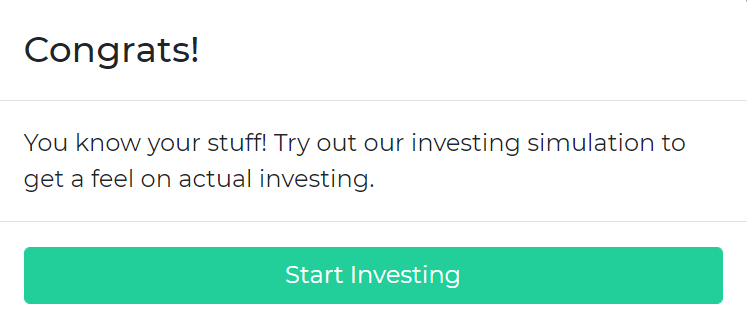 Congrats!
You know your stuff! Try out our investing simulation to
get a feel on actual investing.
Start Investing